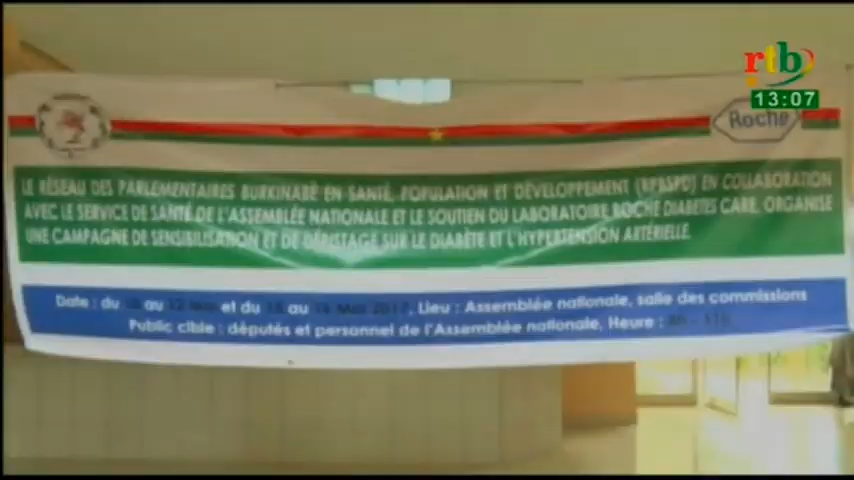 rtb
13:07
Roche
LE RÉSEAU DES PARLEMENTAIRES BURKINABÈ EN SANTÉ, POPULATION ET DÉVELOPPEMENT (RPBSPD) EN COLLABORATION
AVEC LE SERVICE DE SANTÉ DE L'ASSEMBLÉE NATIONALE ET LE SOUTIEN DU LABORATOIRE ROCHE DIABETES CARE, ORGANISE
UNE CAMPAGNE DE SENSIBILISATION ET DE DÉPISTAGE SUR LE DIABÈTE ET L'HYPERTENSION ARTÉRIELLE.
Date : du au et du au Mai 2017, Lieu : Assemblée nationale, salle des commissions
Public cible : députés et personnel de l'Assemblée nationale, Heure :